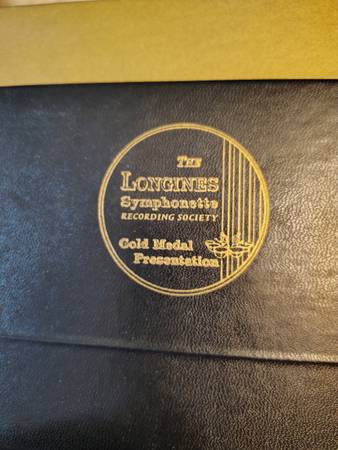 The
Longines
Symphonette
RECORDING SOCIETY
Gold Medal
Presentation